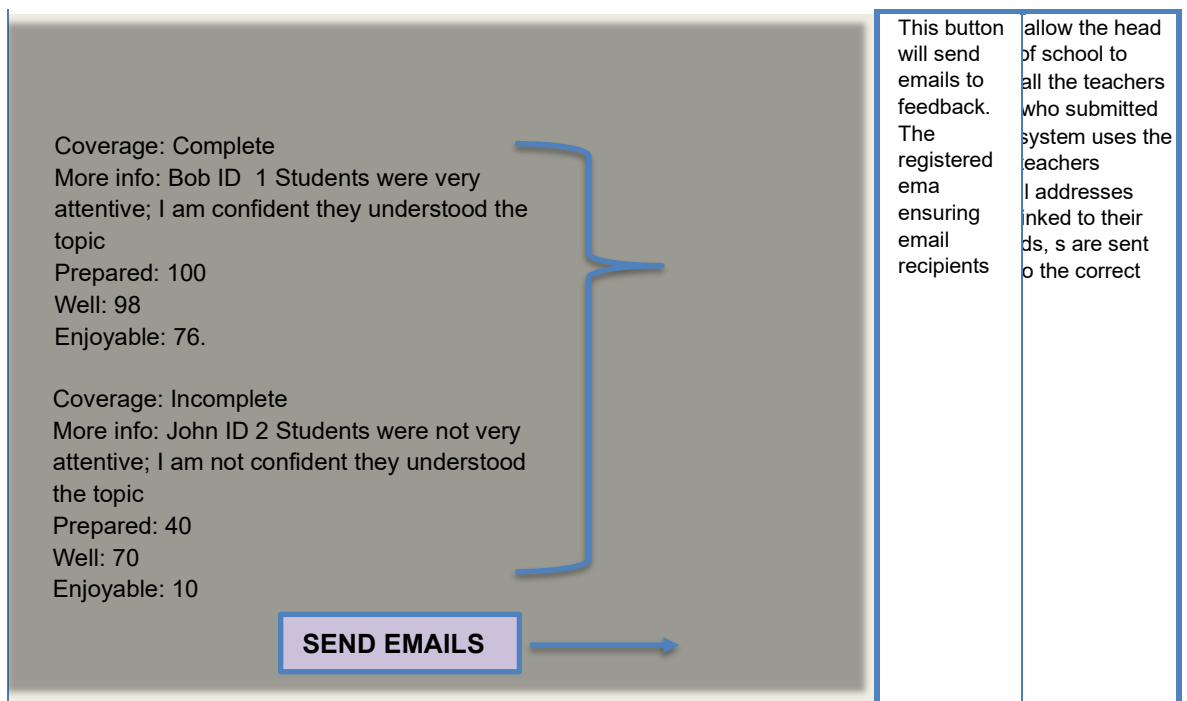 Coverage: Complete
More info: Bob ID 1 Students were very
attentive; I am confident they understood the
topic
Prepared: 100
Well: 98
Enjoyable: 76.
Coverage: Incomplete
More info: John ID 2 Students were not very
attentive; I am not confident they understood
the topic
Prepared: 40
Well: 70
Enjoyable: 10
SEND EMAILS
This button
will send
emails to
feedback.
The
registered
ema
ensuring
email
recipients
allow the head
of school to
all the teachers
who submitted
system uses the
teachers
l addresses
linked to their
ds, s are sent
to the correct